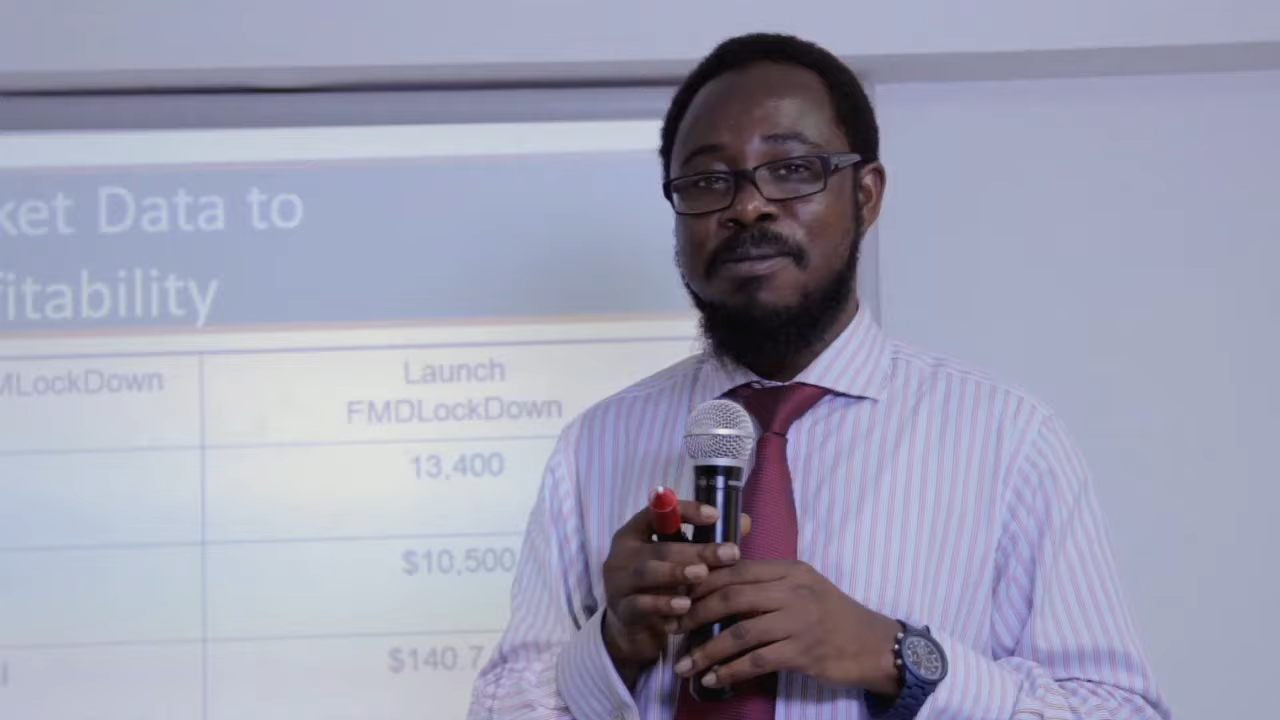 ket Data to
fitability
MLockDown
Launch
FMDLockDown
13,400
$10,500
$140.7